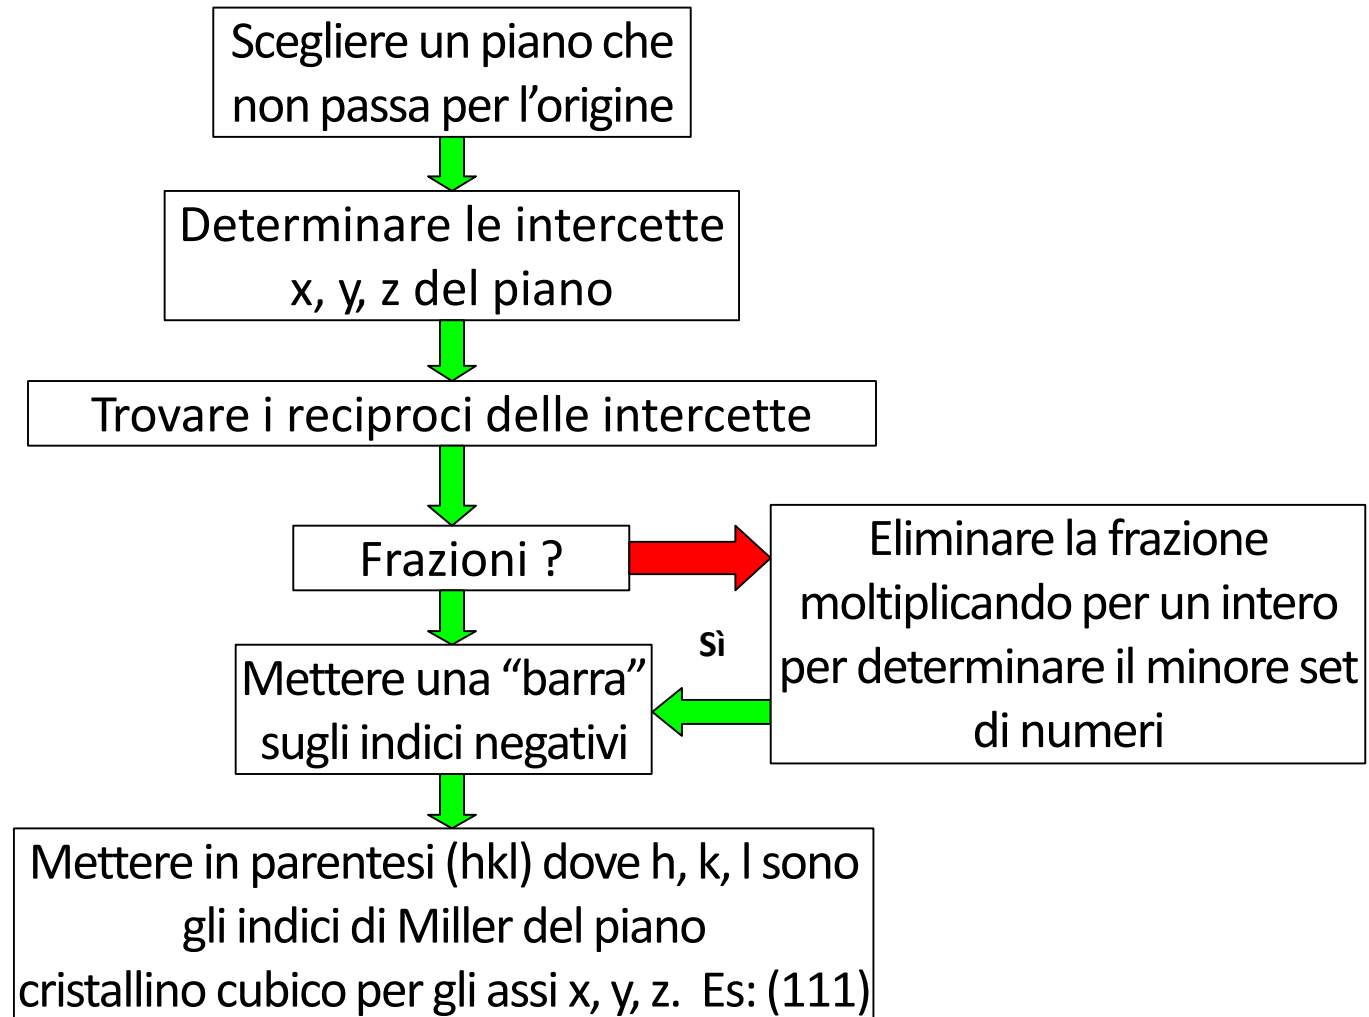 Scegliere un piano che
non passa per l’origine
Determinare le intercette
x, y, z del piano
Trovare i reciproci delle intercette
Frazioni ?
Sì
Eliminare la frazione
moltiplicando per un intero
per determinare il minore set
di numeri
Mettere una “barra”
sugli indici negativi
Mettere in parentesi (hkl) dove h, k, l sono
gli indici di Miller del piano
cristallino cubico per gli assi x, y, z. Es: (111)